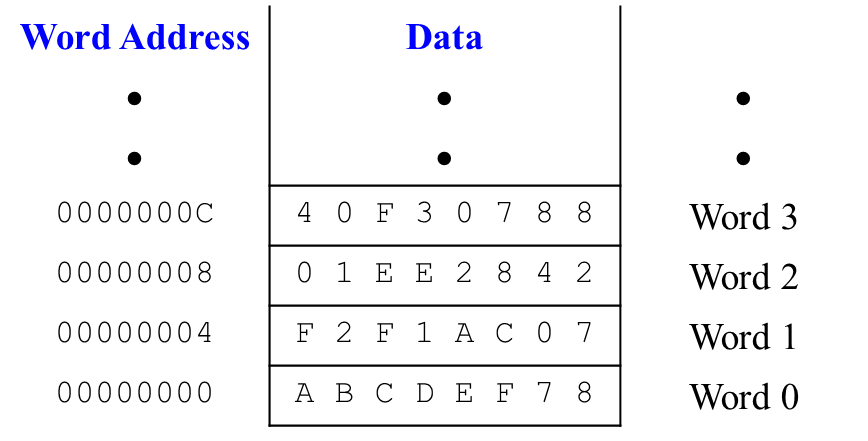 Word Address Data
• • •
• • •
0000000C 4 0 F 3 0 7 8 8 Word 3
00000008 0 1 E E 2 8 4 2 Word 2
00000004 F 2 F 1 A C 0 7 Word 1
00000000 A B C D E F 7 8 Word 0